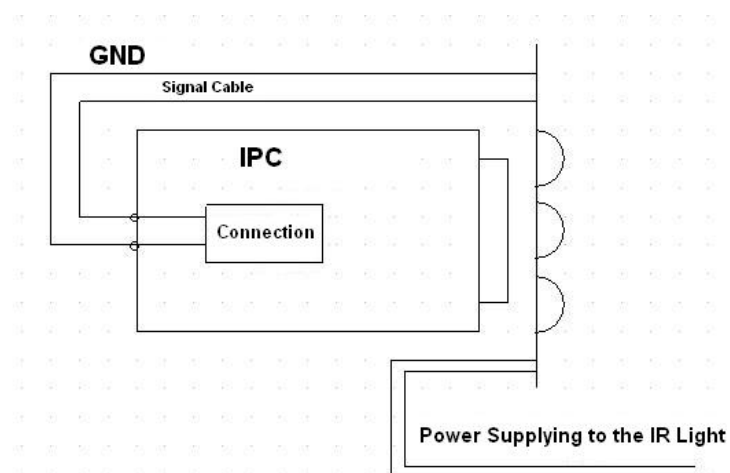 GND
Signal Cable
IPC
Connection
Power Supplying to the IR Light